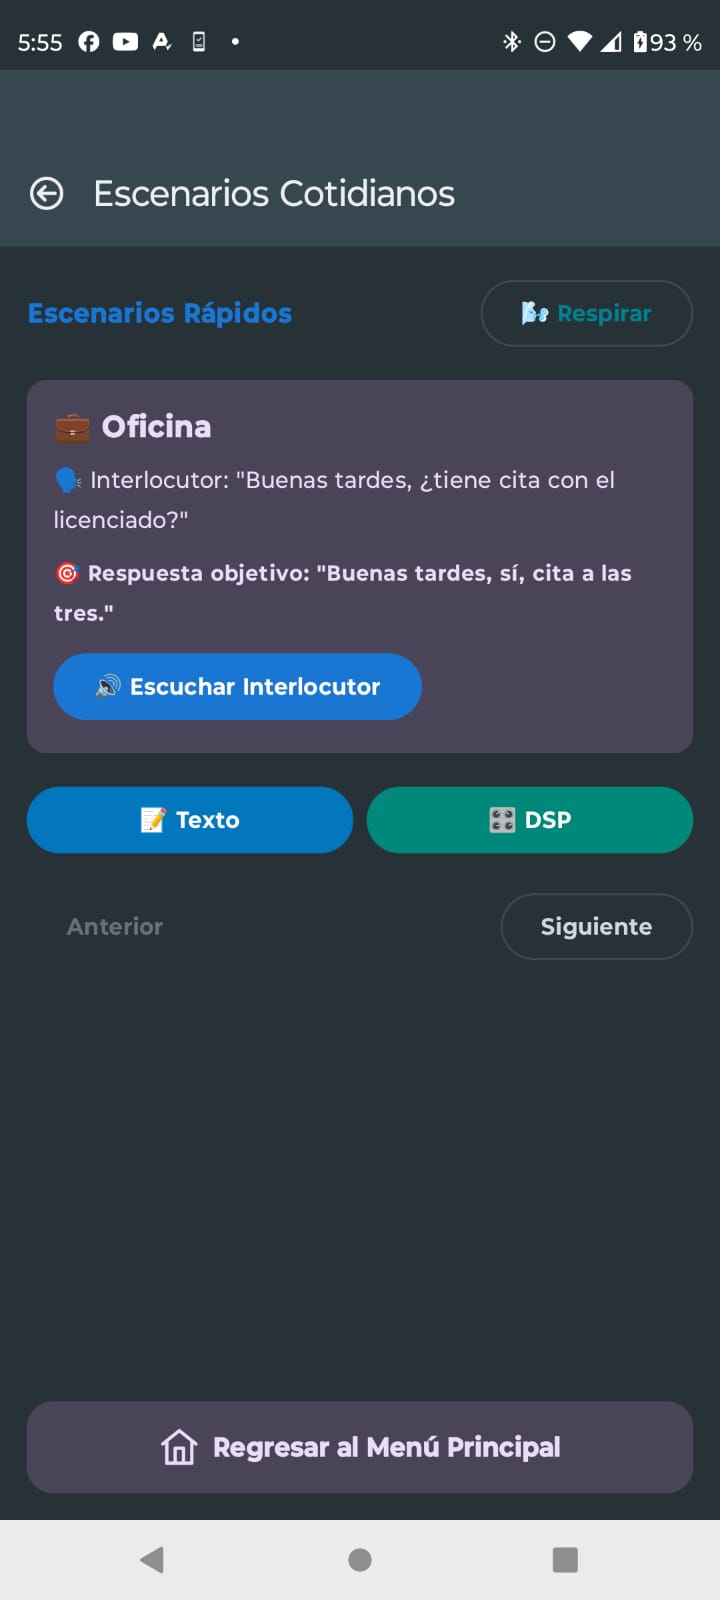 5:55 93 %
Escenarios Cotidianos
Escenarios Rápidos
Respirar
Oficina
Interlocutor: "Buenas tardes, ¿tiene cita con el
licenciado?"
Respuesta objetivo: "Buenas tardes, sí, cita a las
tres."
Escuchar Interlocutor
Texto
DSP
Anterior
Siguiente
Regresar al Menú Principal